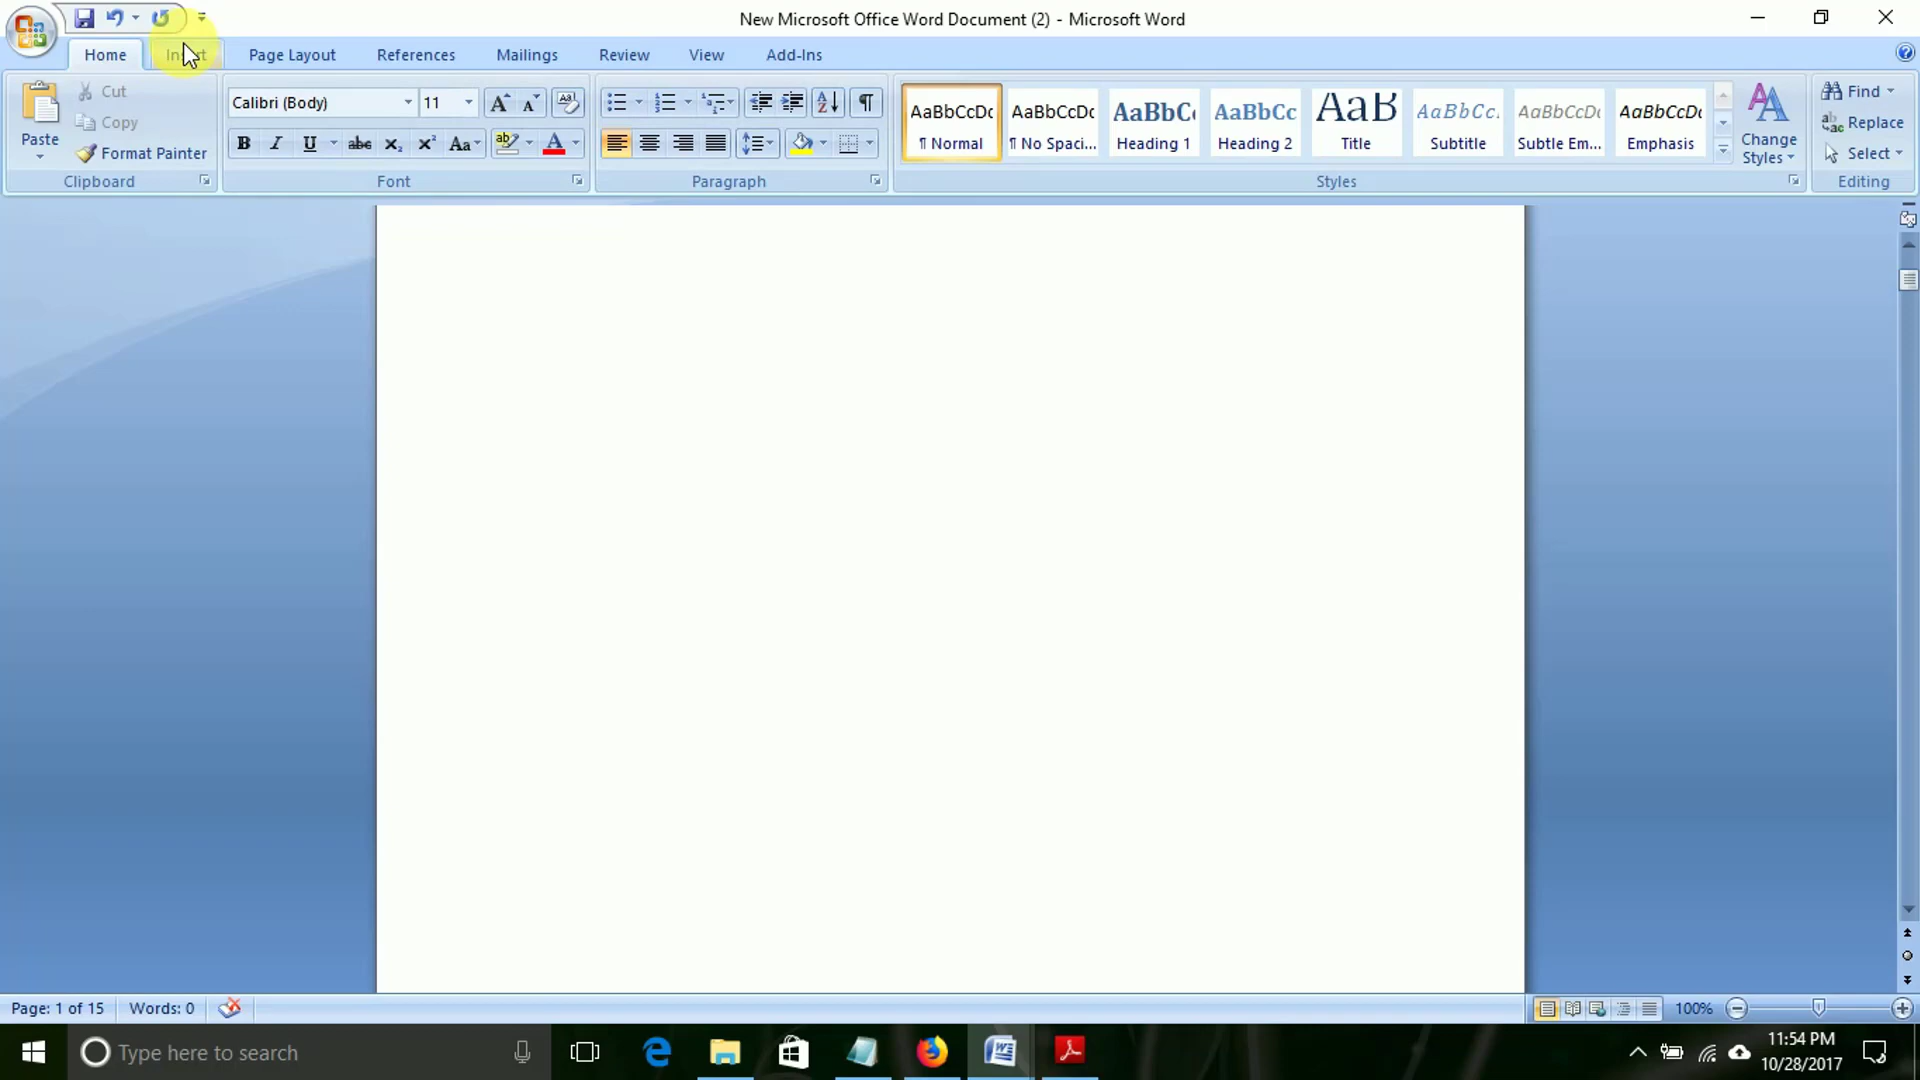 New Microsoft Office Word Document (2) - Microsoft Word
Home Page Layout References Mailings Review View Add-Ins
Paste
Cut
Copy
Format Painter
Clipboard
Calibri (Body) 11
Font
Paragraph
AaBbCcDc AaBbCcDc AaBbC AaBbCc AaB AaBbCc. AaBbCcDc AaBbCcDc
¶ Normal ¶ No Spaci... Heading 1 Heading 2 Title Subtitle Subtle Em... Emphasis
Change
Styles
Styles
Find
Replace
Select
Editing
Page: 1 of 15 Words: 0 100%
Type here to search
11:54 PM
10/28/2017